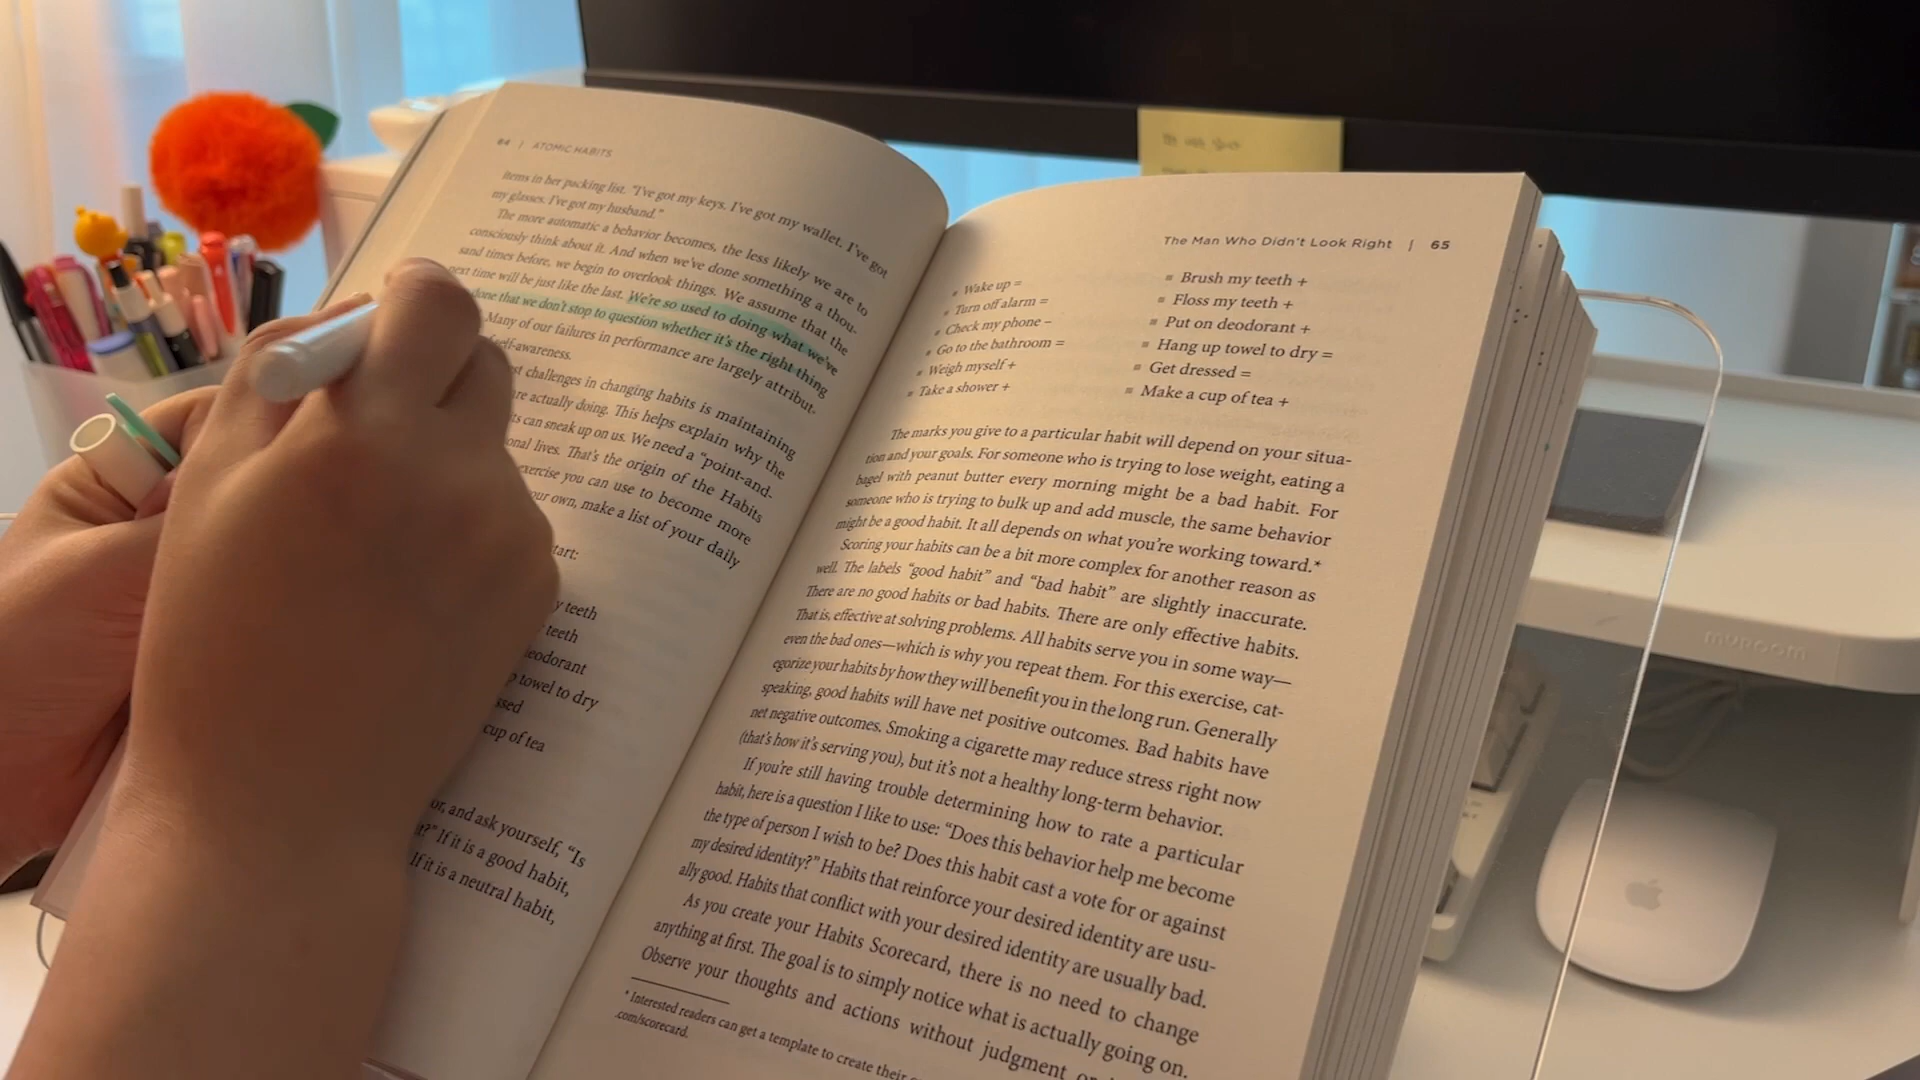 64 | ATOMIC HABITS
items in her packing list. “I’ve got my keys. I’ve got my wallet. I’ve got
my glasses. I’ve got my husband.”
The more automatic a behavior becomes, the less likely we are to
consciously think about it. And when we’ve done something a thou-
sand times before, we begin to overlook things. We assume that the
next time will be just like the last. We’re so used to doing what we’ve
done that we don’t stop to question whether it’s the right thing
Many of our failures in performance are largely attribut-
self-awareness.
challenges in changing habits is maintaining
actually doing. This helps explain why the
can sneak up on us. We need a “point-and-
lives. That’s the origin of the Habits
exercise you can use to become more
own, make a list of your daily
teeth
teeth
deodorant
towel to dry
cup of tea
and ask yourself, “Is
If it is a good habit,
If it is a neutral habit,
The Man Who Didn’t Look Right | 65
Wake up =
Turn off alarm =
Check my phone –
Go to the bathroom =
Weigh myself +
Take a shower +
Brush my teeth +
Floss my teeth +
Put on deodorant +
Hang up towel to dry =
Get dressed =
Make a cup of tea +
The marks you give to a particular habit will depend on your situa-
tion and your goals. For someone who is trying to lose weight, eating a
bagel with peanut butter every morning might be a bad habit. For
someone who is trying to bulk up and add muscle, the same behavior
might be a good habit. It all depends on what you’re working toward.*
Scoring your habits can be a bit more complex for another reason as
well. The labels “good habit” and “bad habit” are slightly inaccurate.
There are no good habits or bad habits. There are only effective habits.
That is, effective at solving problems. All habits serve you in some way—
even the bad ones—which is why you repeat them. For this exercise, cat-
egorize your habits by how they will benefit you in the long run. Generally
speaking, good habits will have net positive outcomes. Bad habits have
net negative outcomes. Smoking a cigarette may reduce stress right now
(that’s how it’s serving you), but it’s not a healthy long-term behavior.
If you’re still having trouble determining how to rate a particular
habit, here is a question I like to use: “Does this behavior help me become
the type of person I wish to be? Does this habit cast a vote for or against
my desired identity?” Habits that reinforce your desired identity are usu-
ally good. Habits that conflict with your desired identity are usually bad.
As you create your Habits Scorecard, there is no need to change
anything at first. The goal is to simply notice what is actually going on.
Observe your thoughts and actions without judgment
* Interested readers can get a template to create their
.com/scorecard.
myroom